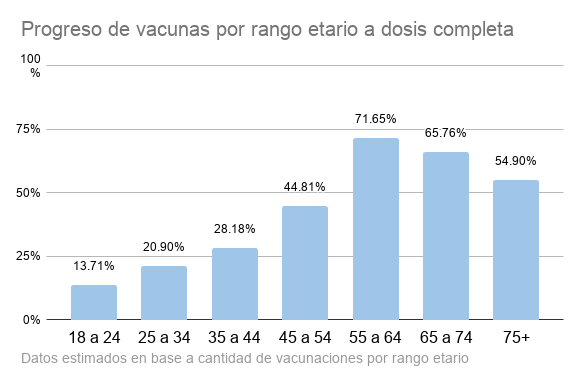 Progreso de vacunas por rango etario a dosis completa
100
%
75%
50%
25%
0%
13.71%
20.90%
28.18%
44.81%
71.65%
65.76%
54.90%
18 a 24
25 a 34
35 a 44
45 a 54
55 a 64
65 a 74
75+
Datos estimados en base a cantidad de vacunaciones por rango etario